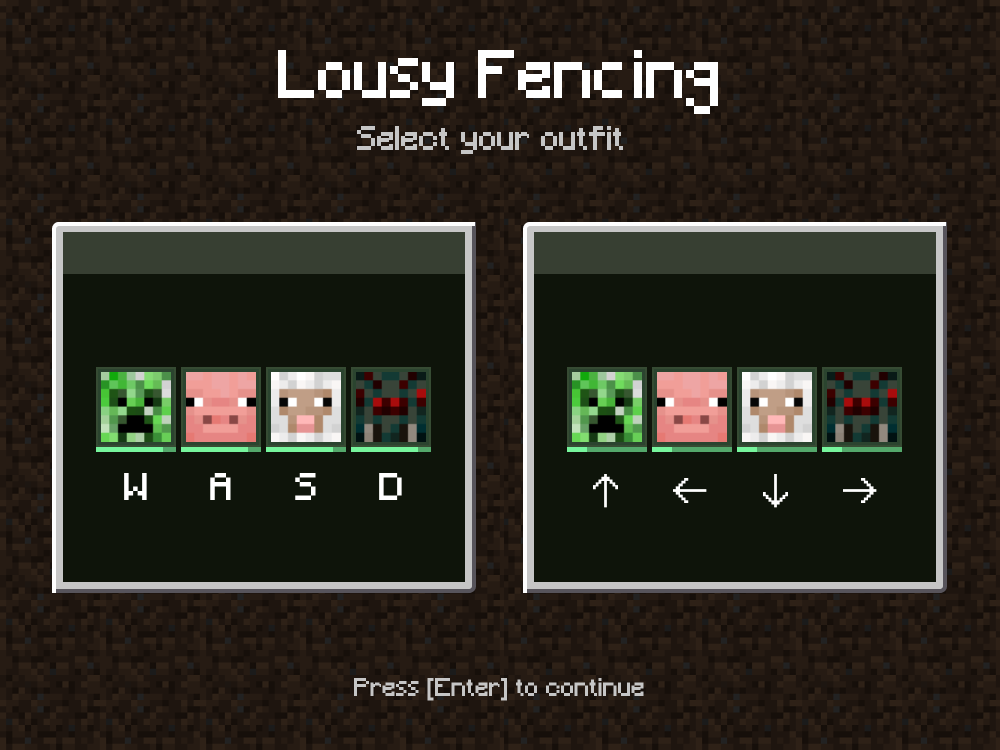 Lousy Fencing
Select your outfit
W A S D
↑ ← ↓ →
Press [Enter] to continue